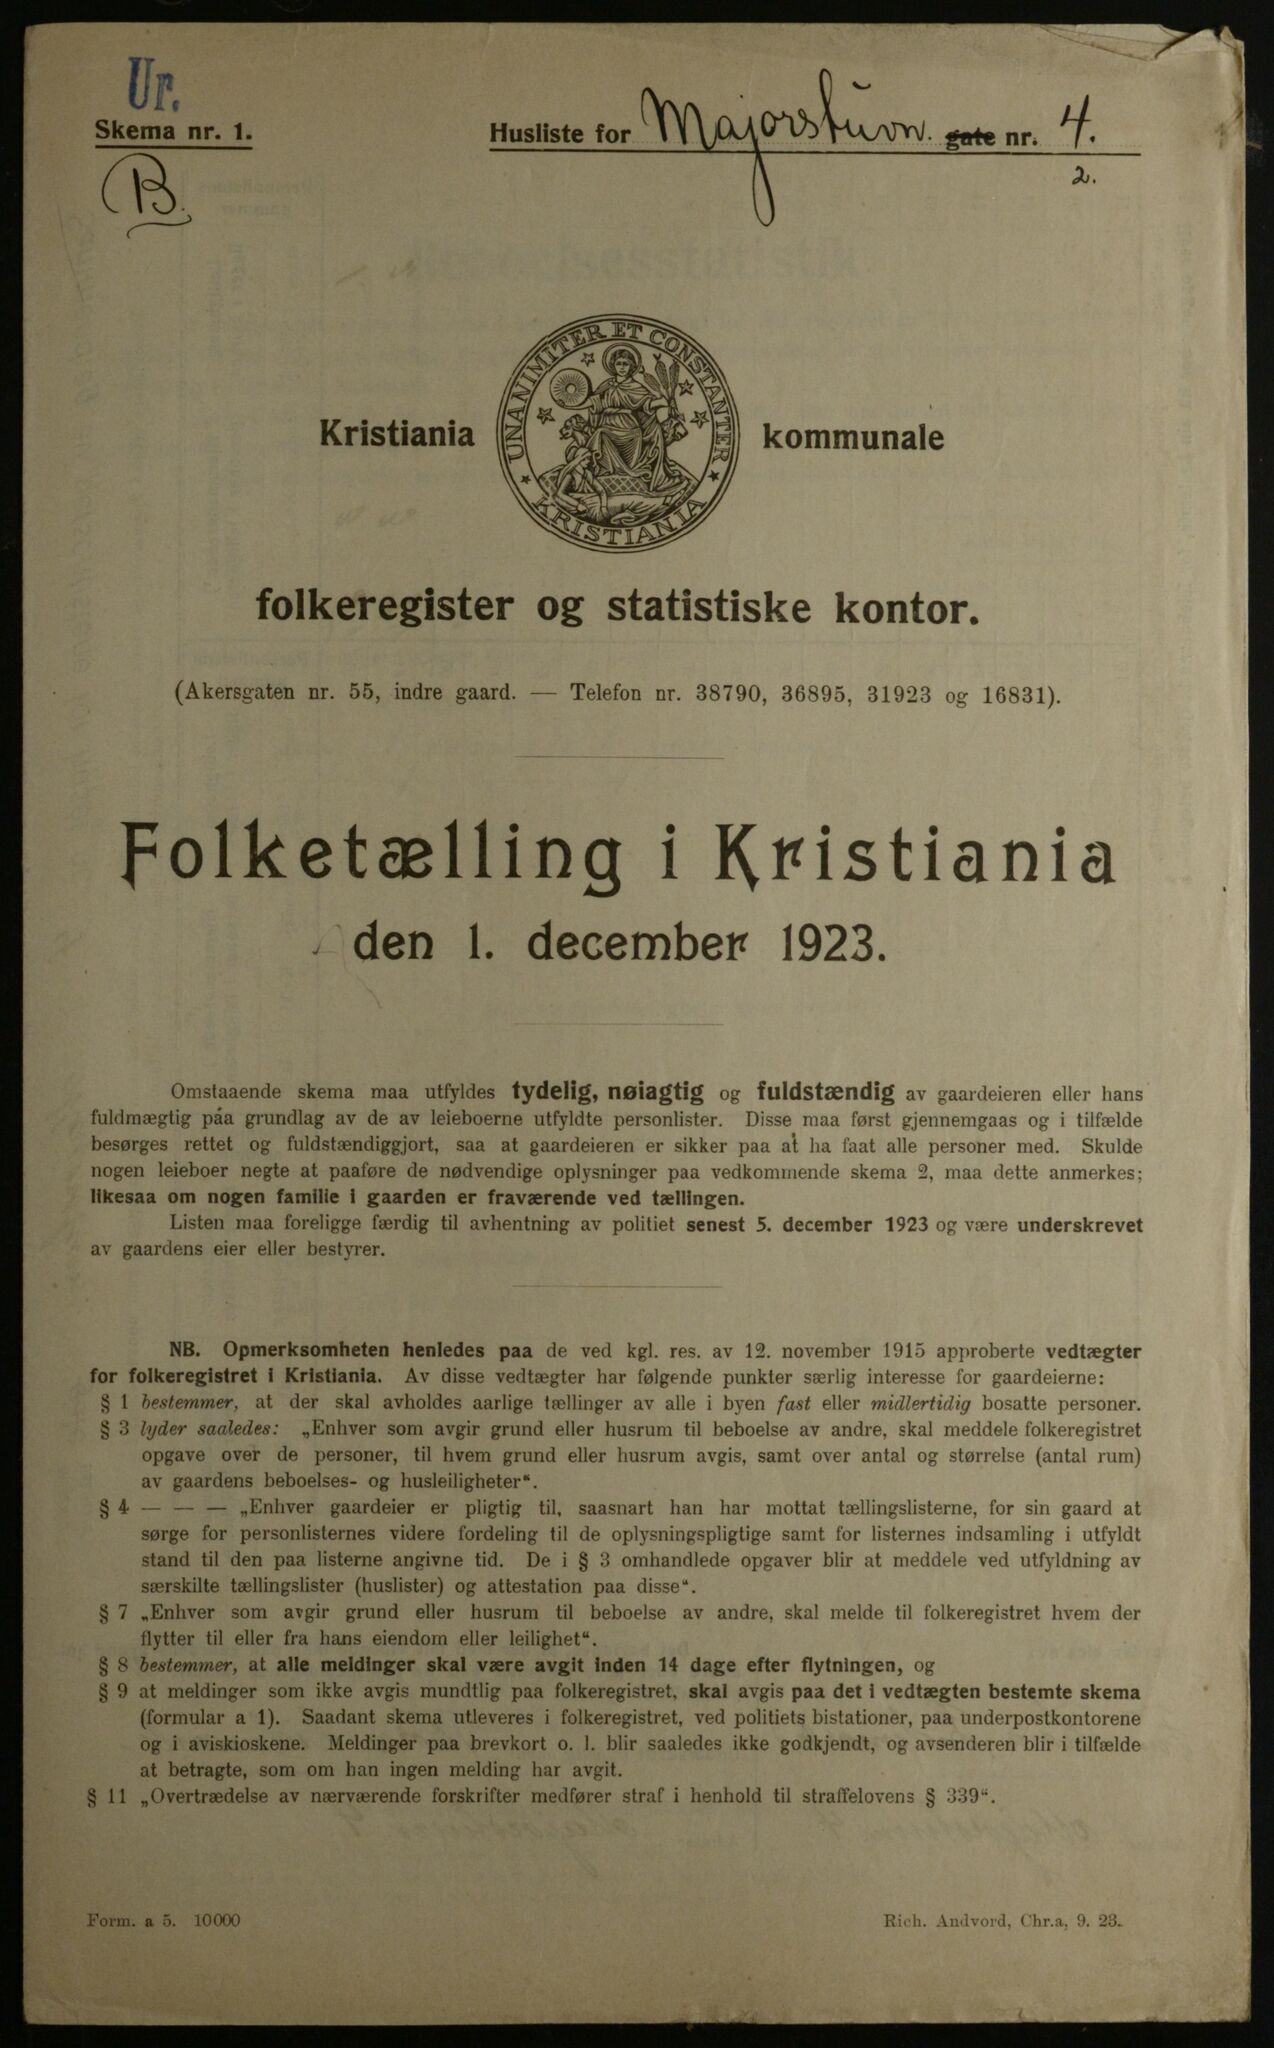 Ur.
Skema nr. 1.
B.
Husliste for Majorstuvn. gate nr. 4.
2.
UNANIMITER ET CONSTANTER
KRISTIANIA
Kristiania kommunale
folkeregister og statistiske kontor.
(Akersgaten nr. 55, indre gaard. — Telefon nr. 38790, 36895, 31923 og 16831).
Folketælling i Kristiania
den 1. december 1923.
Omstaaende skema maa utfyldes tydelig, nøiagtig og fuldstændig av gaardeieren eller hans
fuldmægtig paa grundlag av de av leieboerne utfyldte personlister. Disse maa først gjennemgaas og i tilfælde
besørges rettet og fuldstændiggjort, saa at gaardeieren er sikker paa at ha faat alle personer med. Skulde
nogen leieboer negte at paaføre de nødvendige oplysninger paa vedkommende skema 2, maa dette anmerkes;
likesaa om nogen familie i gaarden er fraværende ved tællingen.
Listen maa foreligge færdig til avhentning av politiet senest 5. december 1923 og være underskrevet
av gaardens eier eller bestyrer.
NB. Opmerksomheten henledes paa de ved kgl. res. av 12. november 1915 approberte vedtægter
for folkeregistret i Kristiania. Av disse vedtægter har følgende punkter særlig interesse for gaardeierne:
§ 1 bestemmer, at der skal avholdes aarlige tællinger av alle i byen fast eller midlertidig bosatte personer.
§ 3 lyder saaledes: „Enhver som avgir grund eller husrum til beboelse av andre, skal meddele folkeregistret
opgave over de personer, til hvem grund eller husrum avgis, samt over antal og størrelse (antal rum)
av gaardens beboelses- og husleiligheter“.
§ 4 — — — „Enhver gaardeier er pligtig til, saasnart han har mottat tællingslisterne, for sin gaard at
sørge for personlisternes videre fordeling til de oplysningspligtige samt for listernes indsamling i utfyldt
stand til den paa listerne angivne tid. De i § 3 omhandlede opgaver blir at meddele ved utfyldning av
særskilte tællingslister (huslister) og attestation paa disse“.
§ 7 „Enhver som avgir grund eller husrum til beboelse av andre, skal melde til folkeregistret hvem der
flytter til eller fra hans eiendom eller leilighet“.
§ 8 bestemmer, at alle meldinger skal være avgit inden 14 dage efter flytningen, og
§ 9 at meldinger som ikke avgis mundtlig paa folkeregistret, skal avgis paa det i vedtægten bestemte skema
(formular a 1). Saadant skema utleveres i folkeregistret, ved politiets bistationer, paa underpostkontorene
og i aviskioskene. Meldinger paa brevkort o. l. blir saaledes ikke godkjendt, og avsenderen blir i tilfælde
at betragte, som om han ingen melding har avgit.
§ 11 „Overtrædelse av nærværende forskrifter medfører straf i henhold til straffelovens § 339“.
Form. a 5. 10000
Rich. Andvord, Chr.a, 9. 23.